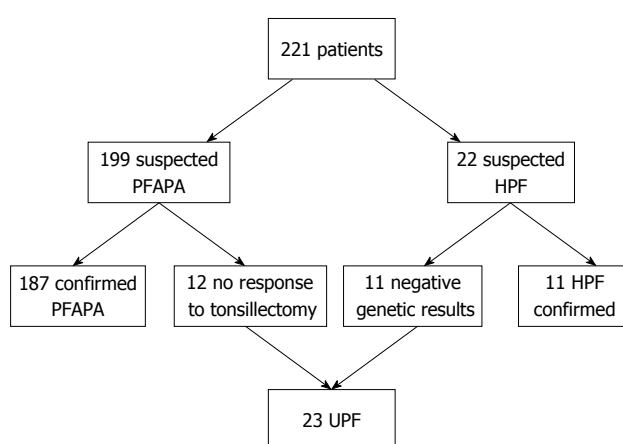 221 patients
199 suspected
PFAPA
22 suspected
HPF
187 confirmed
PFAPA
12 no response
to tonsillectomy
11 negative
genetic results
11 HPF
confirmed
23 UPF